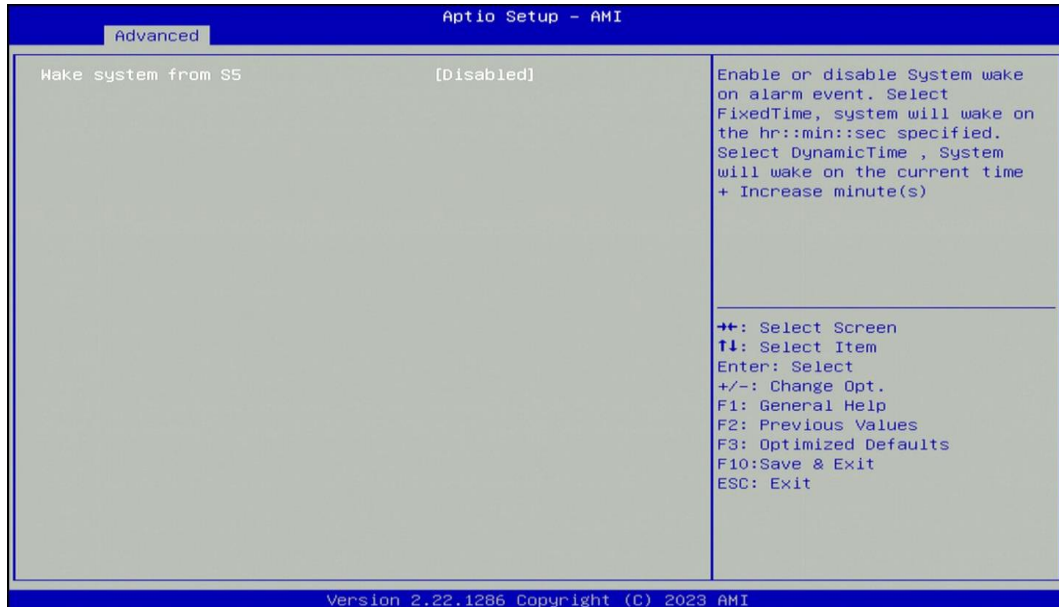 Aptio Setup - AMI
Advanced
Wake system from S5 [Disabled]
Enable or disable System wake
on alarm event. Select
FixedTime, system will wake on
the hr::min::sec specified.
Select DynamicTime , System
will wake on the current time
+ Increase minute(s)
→←: Select Screen
↑↓: Select Item
Enter: Select
+/-: Change Opt.
F1: General Help
F2: Previous Values
F3: Optimized Defaults
F10:Save & Exit
ESC: Exit
Version 2.22.1286 Copyright (C) 2023 AMI